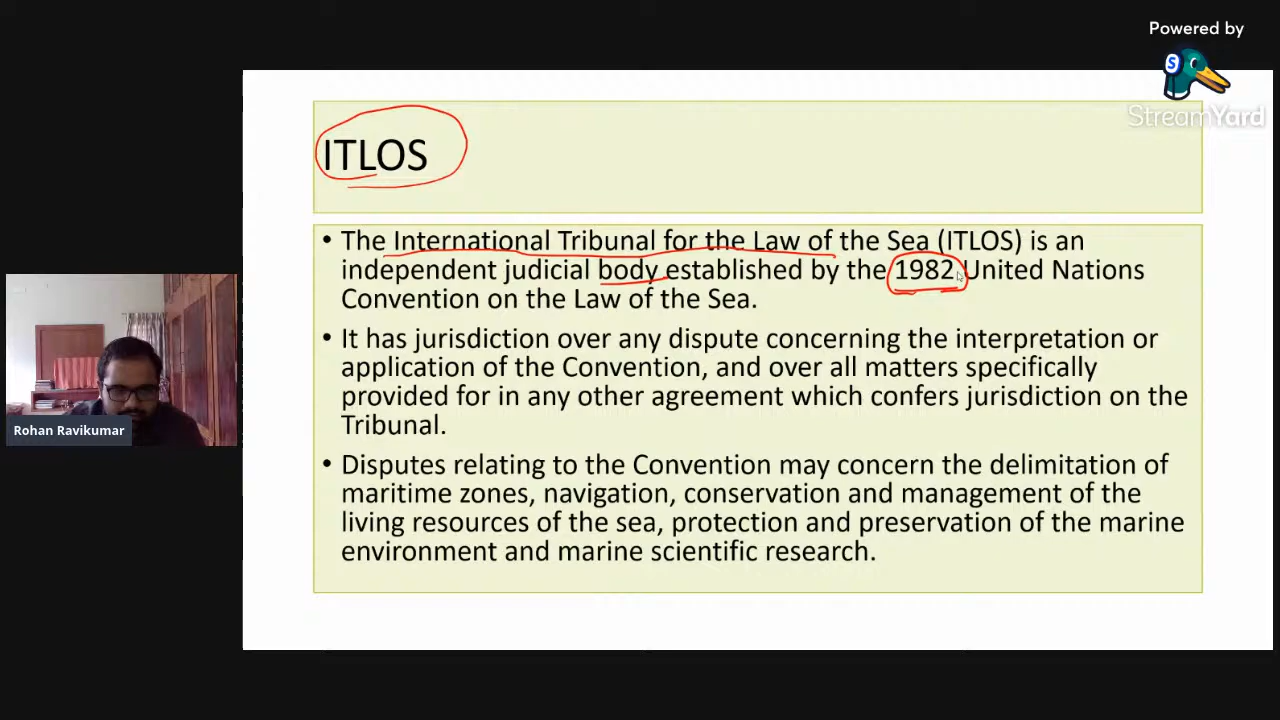 Powered by
S
StreamYard
ITLOS
• The International Tribunal for the Law of the Sea (ITLOS) is an
independent judicial body established by the 1982 United Nations
Convention on the Law of the Sea.
• It has jurisdiction over any dispute concerning the interpretation or
application of the Convention, and over all matters specifically
provided for in any other agreement which confers jurisdiction on the
Tribunal.
• Disputes relating to the Convention may concern the delimitation of
maritime zones, navigation, conservation and management of the
living resources of the sea, protection and preservation of the marine
environment and marine scientific research.
Rohan Ravikumar